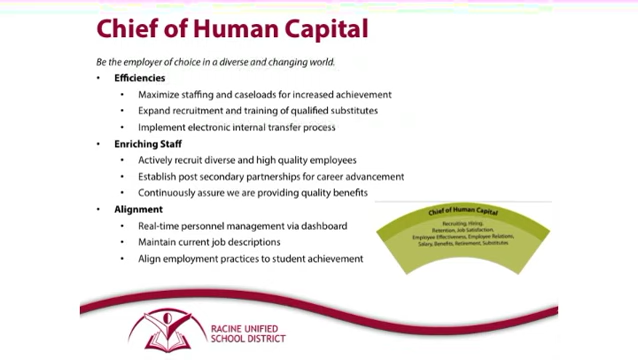 Chief of Human Capital
Be the employer of choice in a diverse and changing world.
• Efficiencies
• Maximize staffing and caseloads for increased achievement
• Expand recruitment and training of qualified substitutes
• Implement electronic internal transfer process
• Enriching Staff
• Actively recruit diverse and high quality employees
• Establish post secondary partnerships for career advancement
• Continuously assure we are providing quality benefits
• Alignment
• Real-time personnel management via dashboard
• Maintain current job descriptions
• Align employment practices to student achievement
Chief of Human Capital
Recruiting, Hiring,
Retention, Job Satisfaction,
Employee Effectiveness, Employee Relations,
Salary, Benefits, Retirement, Substitutes
RACINE UNIFIED
SCHOOL DISTRICT